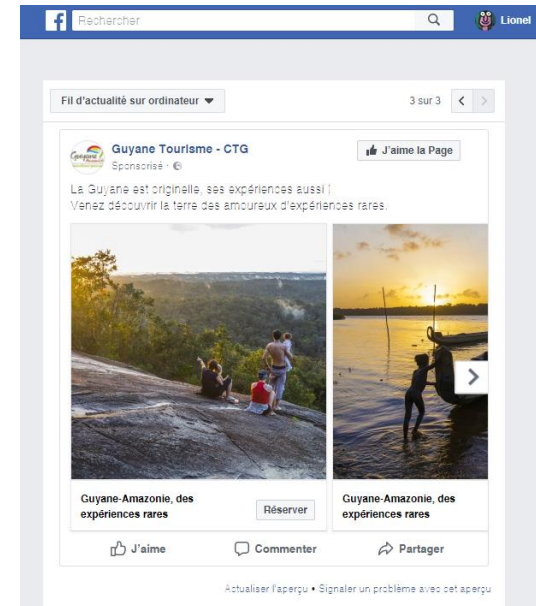 Rechercher
Lionel
Fil d'actualité sur ordinateur
3 sur 3
Guyane Tourisme - CTG
J'aime la Page
Sponsorisé ·
La Guyane est originelle, ses expériences aussi !
Venez découvrir la terre des amoureux d'expériences rares.
Guyane-Amazonie, des
expériences rares
Réserver
Guyane-Amazonie, des
expériences rares
J'aime
Commenter
Partager
Actualiser l'aperçu • Signaler un problème avec cet aperçu